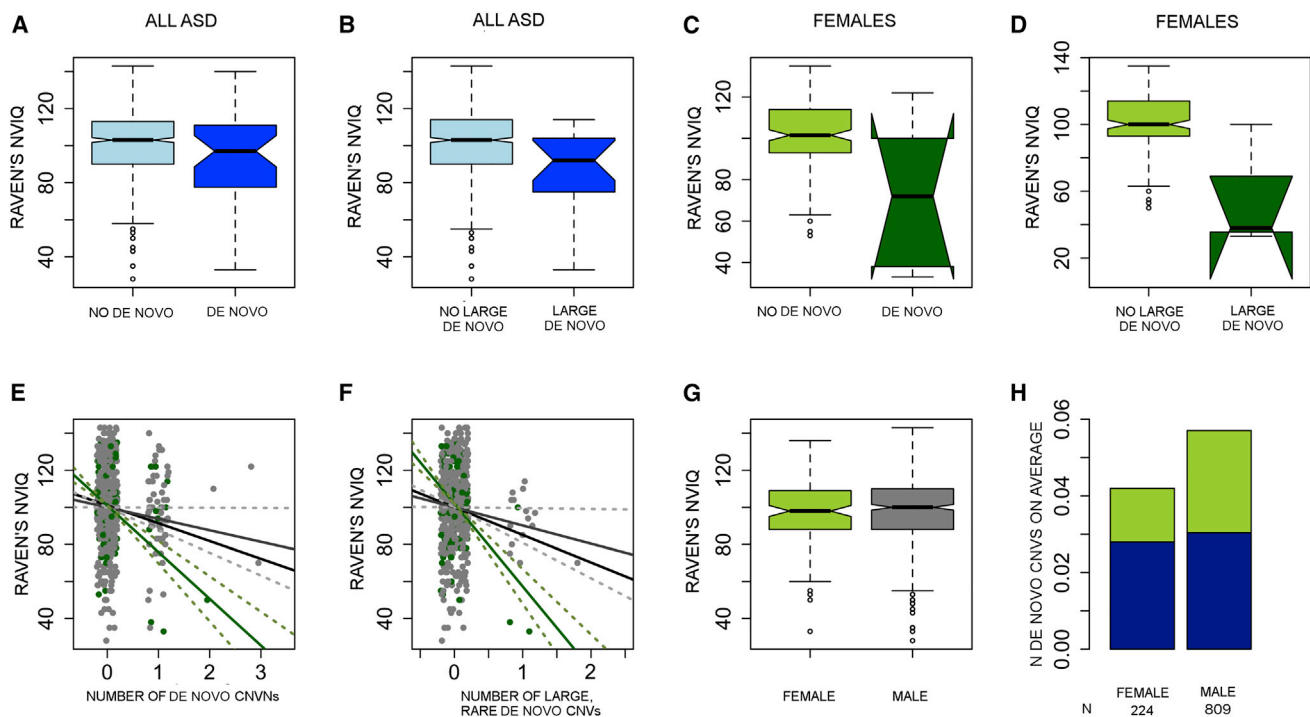 A
ALL ASD
RAVEN'S NVIQ
120
80
40
NO DE NOVO
DE NOVO
B
ALL ASD
RAVEN'S NVIQ
120
80
40
NO LARGE
DE NOVO
LARGE
DE NOVO
C
FEMALES
RAVEN'S NVIQ
120
80
60
40
NO DE NOVO
DE NOVO
D
FEMALES
RAVEN'S NVIQ
140
100
60
20
NO LARGE
DE NOVO
LARGE
DE NOVO
E
RAVEN'S NVIQ
120
80
40
0 1 2 3
NUMBER OF DE NOVO CNVNs
F
RAVEN'S NVIQ
120
80
40
0 1 2
NUMBER OF LARGE,
RARE DE NOVO CNVs
G
RAVEN'S NVIQ
120
80
40
FEMALE
MALE
H
N DE NOVO CNVS ON AVERAGE
0.06
0.04
0.02
0.00
FEMALE MALE
N 224 809